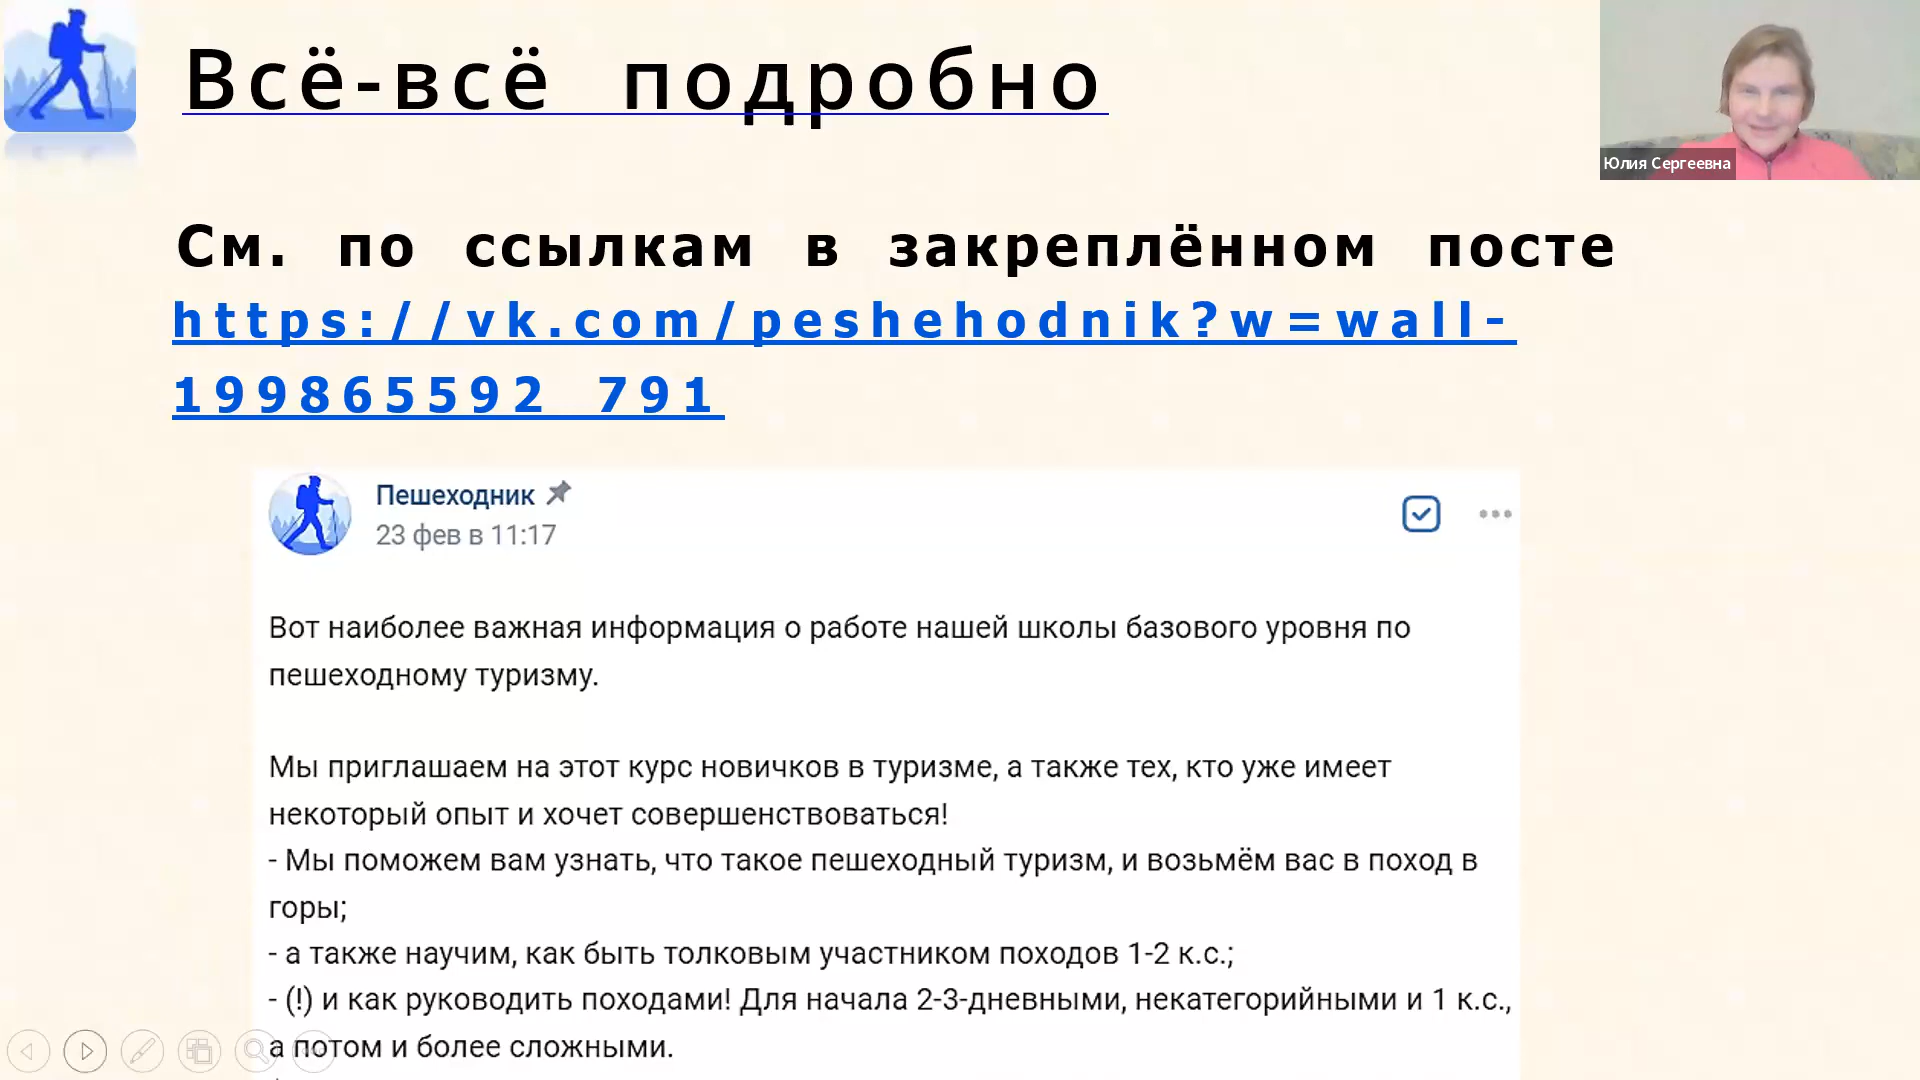 Всё-всё подробно
Юлия Сергеевна
См. по ссылкам в закреплённом посте
https://vk.com/peshehodnik?w=wall-
199865592_791
Пешеходник
23 фев в 11:17
Вот наиболее важная информация о работе нашей школы базового уровня по
пешеходному туризму.
Мы приглашаем на этот курс новичков в туризме, а также тех, кто уже имеет
некоторый опыт и хочет совершенствоваться!
- Мы поможем вам узнать, что такое пешеходный туризм, и возьмём вас в поход в
горы;
- а также научим, как быть толковым участником походов 1-2 к.с.;
- (!) и как руководить походами! Для начала 2-3-дневными, некатегорийными и 1 к.с.,
а потом и более сложными.